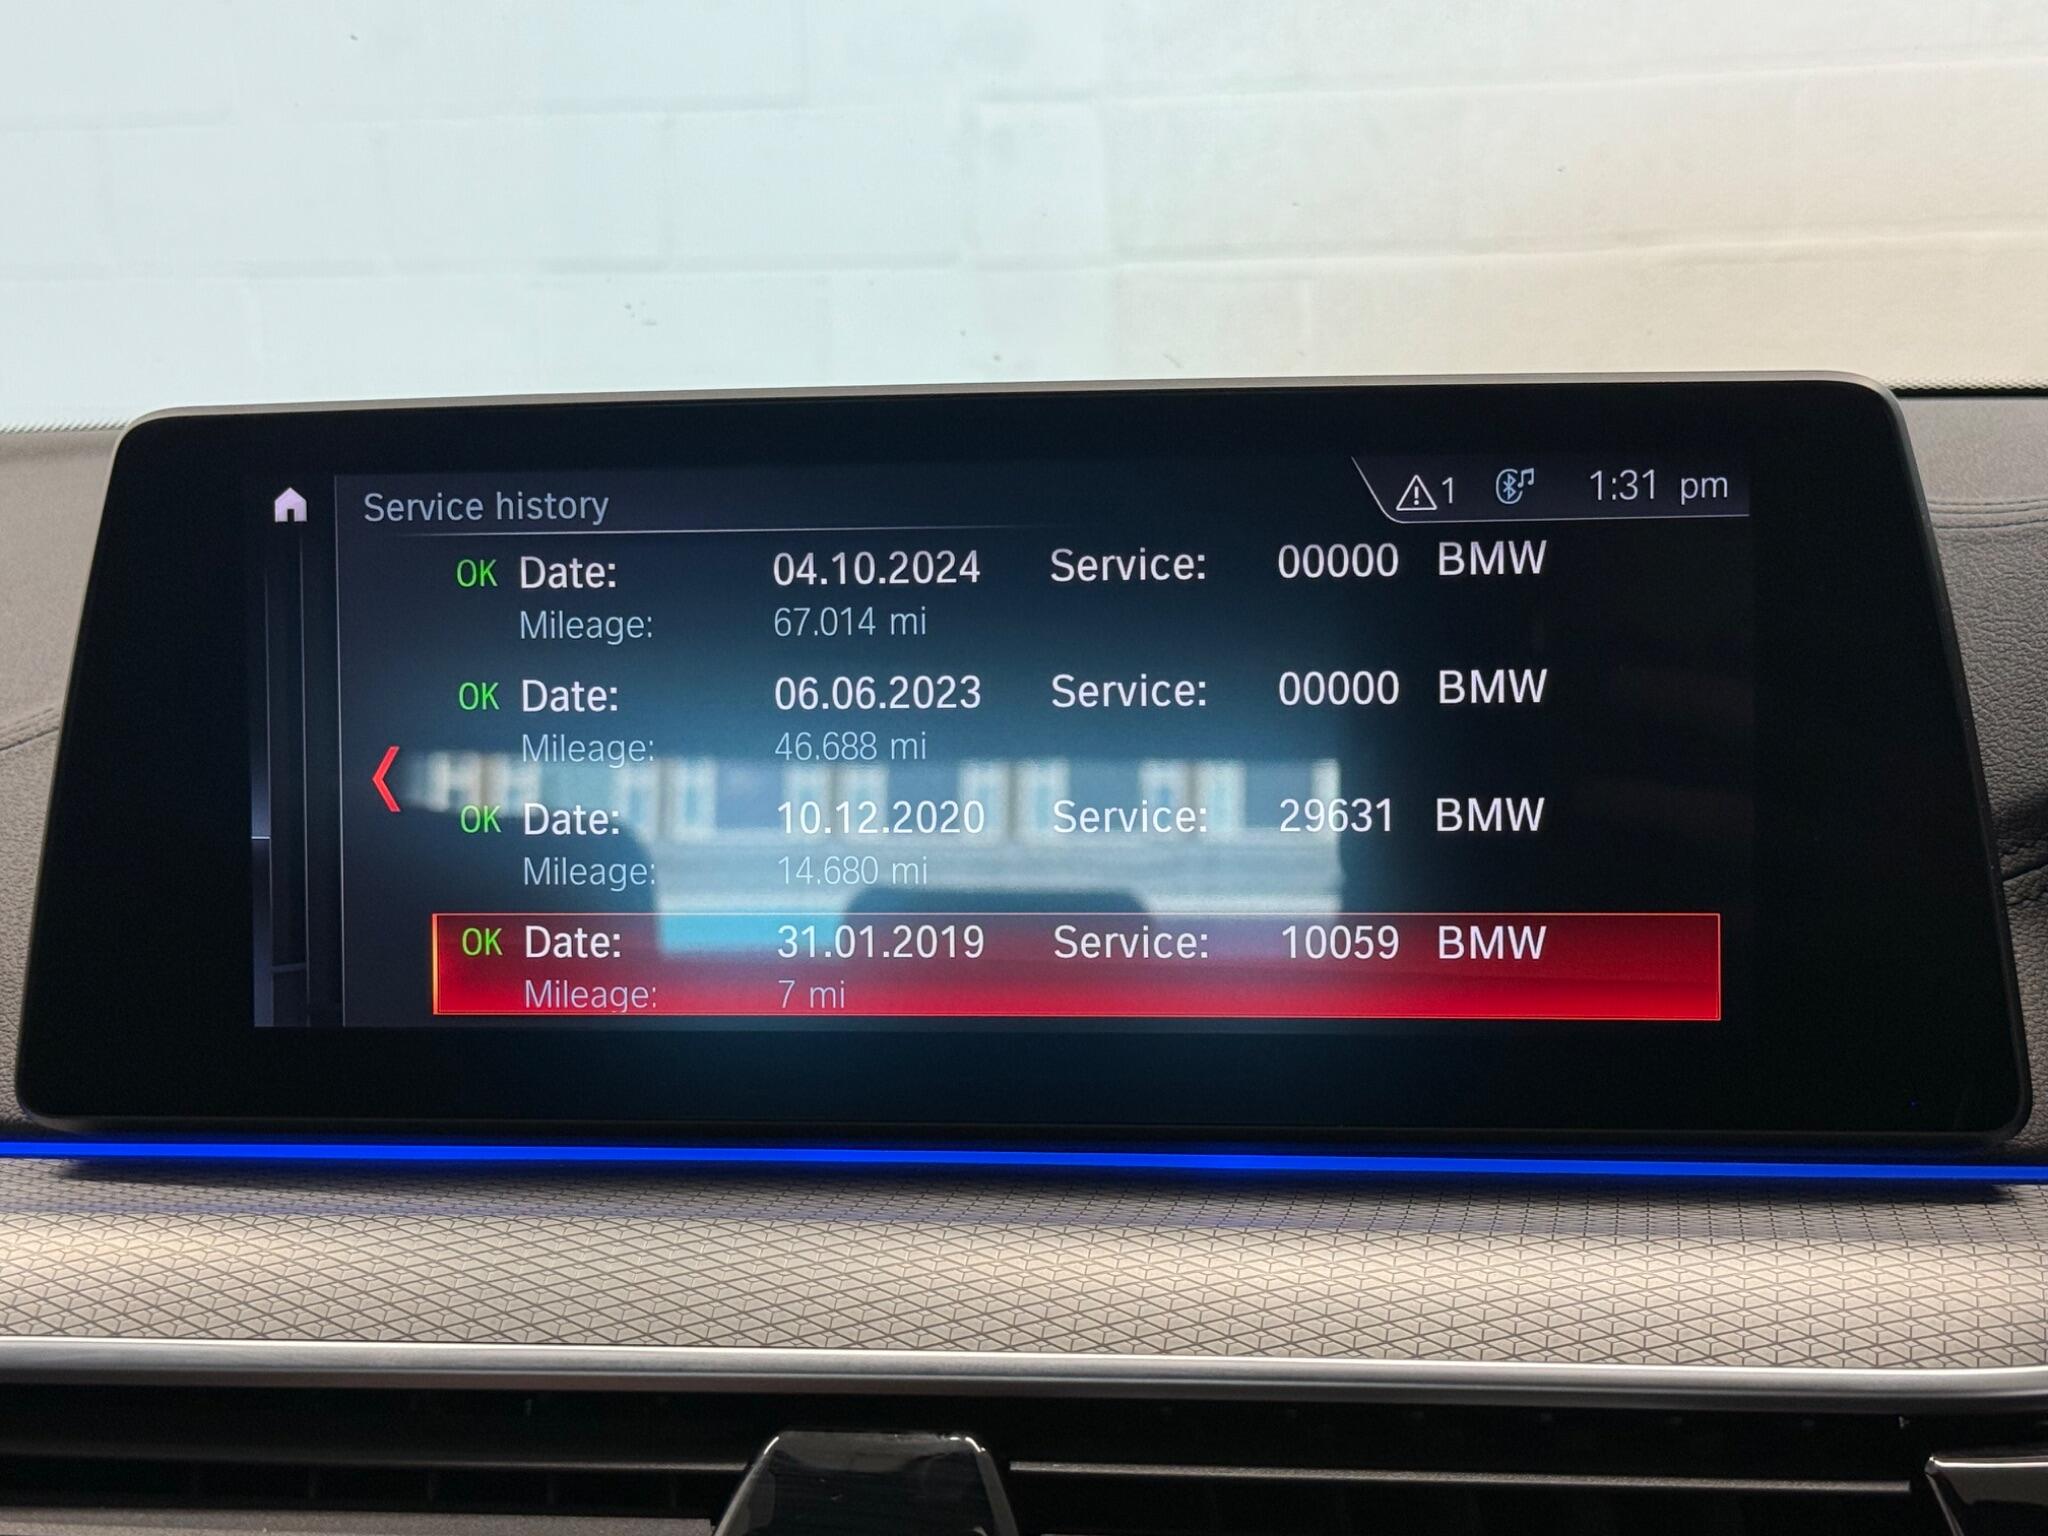 Service history
1
1:31 pm
OK Date: 04.10.2024 Service: 00000 BMW
Mileage: 67.014 mi
OK Date: 06.06.2023 Service: 00000 BMW
Mileage: 46.688 mi
OK Date: 10.12.2020 Service: 29631 BMW
Mileage: 14.680 mi
OK Date: 31.01.2019 Service: 10059 BMW
Mileage: 7 mi